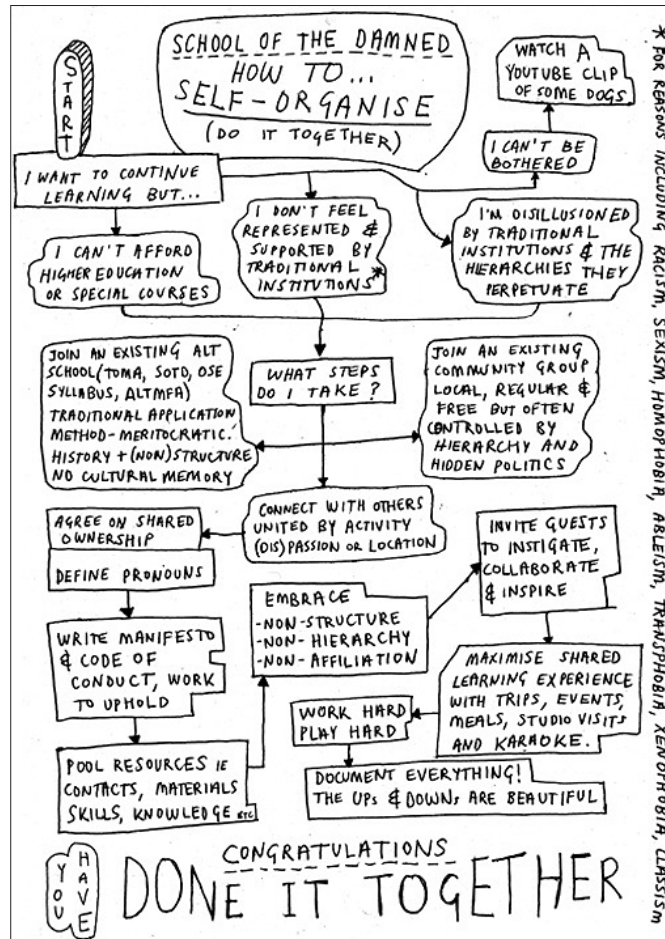 SCHOOL OF THE DAMNED
HOW TO...
SELF-ORGANISE
(DO IT TOGETHER)
WATCH A
YOUTUBE CLIP
OF SOME DOGS
I CAN'T BE
BOTHERED
START
I WANT TO CONTINUE
LEARNING BUT...
I CAN'T AFFORD
HIGHER EDUCATION
OR SPECIAL COURSES
I DON'T FEEL
REPRESENTED &
SUPPORTED BY
TRADITIONAL
INSTITUTIONS*
I'M DISILLUSIONED
BY TRADITIONAL
INSTITUTIONS & THE
HIERARCHIES THEY
PERPETUATE
JOIN AN EXISTING ALT
SCHOOL (TOMA, SOTD, OSE
SYLLABUS, ALTMFA)
TRADITIONAL APPLICATION
METHOD-MERITOCRATIC.
HISTORY + (NON)STRUCTURE
NO CULTURAL MEMORY
WHAT STEPS
DO I TAKE?
JOIN AN EXISTING
COMMUNITY GROUP
LOCAL, REGULAR &
FREE BUT OFTEN
CONTROLLED BY
HIERARCHY AND
HIDDEN POLITICS
CONNECT WITH OTHERS
UNITED BY ACTIVITY
(DIS)PASSION OR LOCATION
AGREE ON SHARED
OWNERSHIP
DEFINE PRONOUNS
WRITE MANIFESTO
& CODE OF
CONDUCT, WORK
TO UPHOLD
POOL RESOURCES IE
CONTACTS, MATERIALS
SKILLS, KNOWLEDGE ETC
EMBRACE
-NON-STRUCTURE
-NON-HIERARCHY
-NON-AFFILIATION
INVITE GUESTS
TO INSTIGATE,
COLLABORATE
& INSPIRE
MAXIMISE SHARED
LEARNING EXPERIENCE
WITH TRIPS, EVENTS,
MEALS, STUDIO VISITS
AND KARAOKE.
WORK HARD
PLAY HARD
DOCUMENT EVERYTHING!
THE UPS & DOWNS ARE BEAUTIFUL
CONGRATULATIONS
YOU
HAVE
DONE IT TOGETHER
* FOR REASONS INCLUDING RACISM, SEXISM, HOMOPHOBIA, ABLEISM, TRANSPHOBIA, XENOPHOBIA, CLASSISM